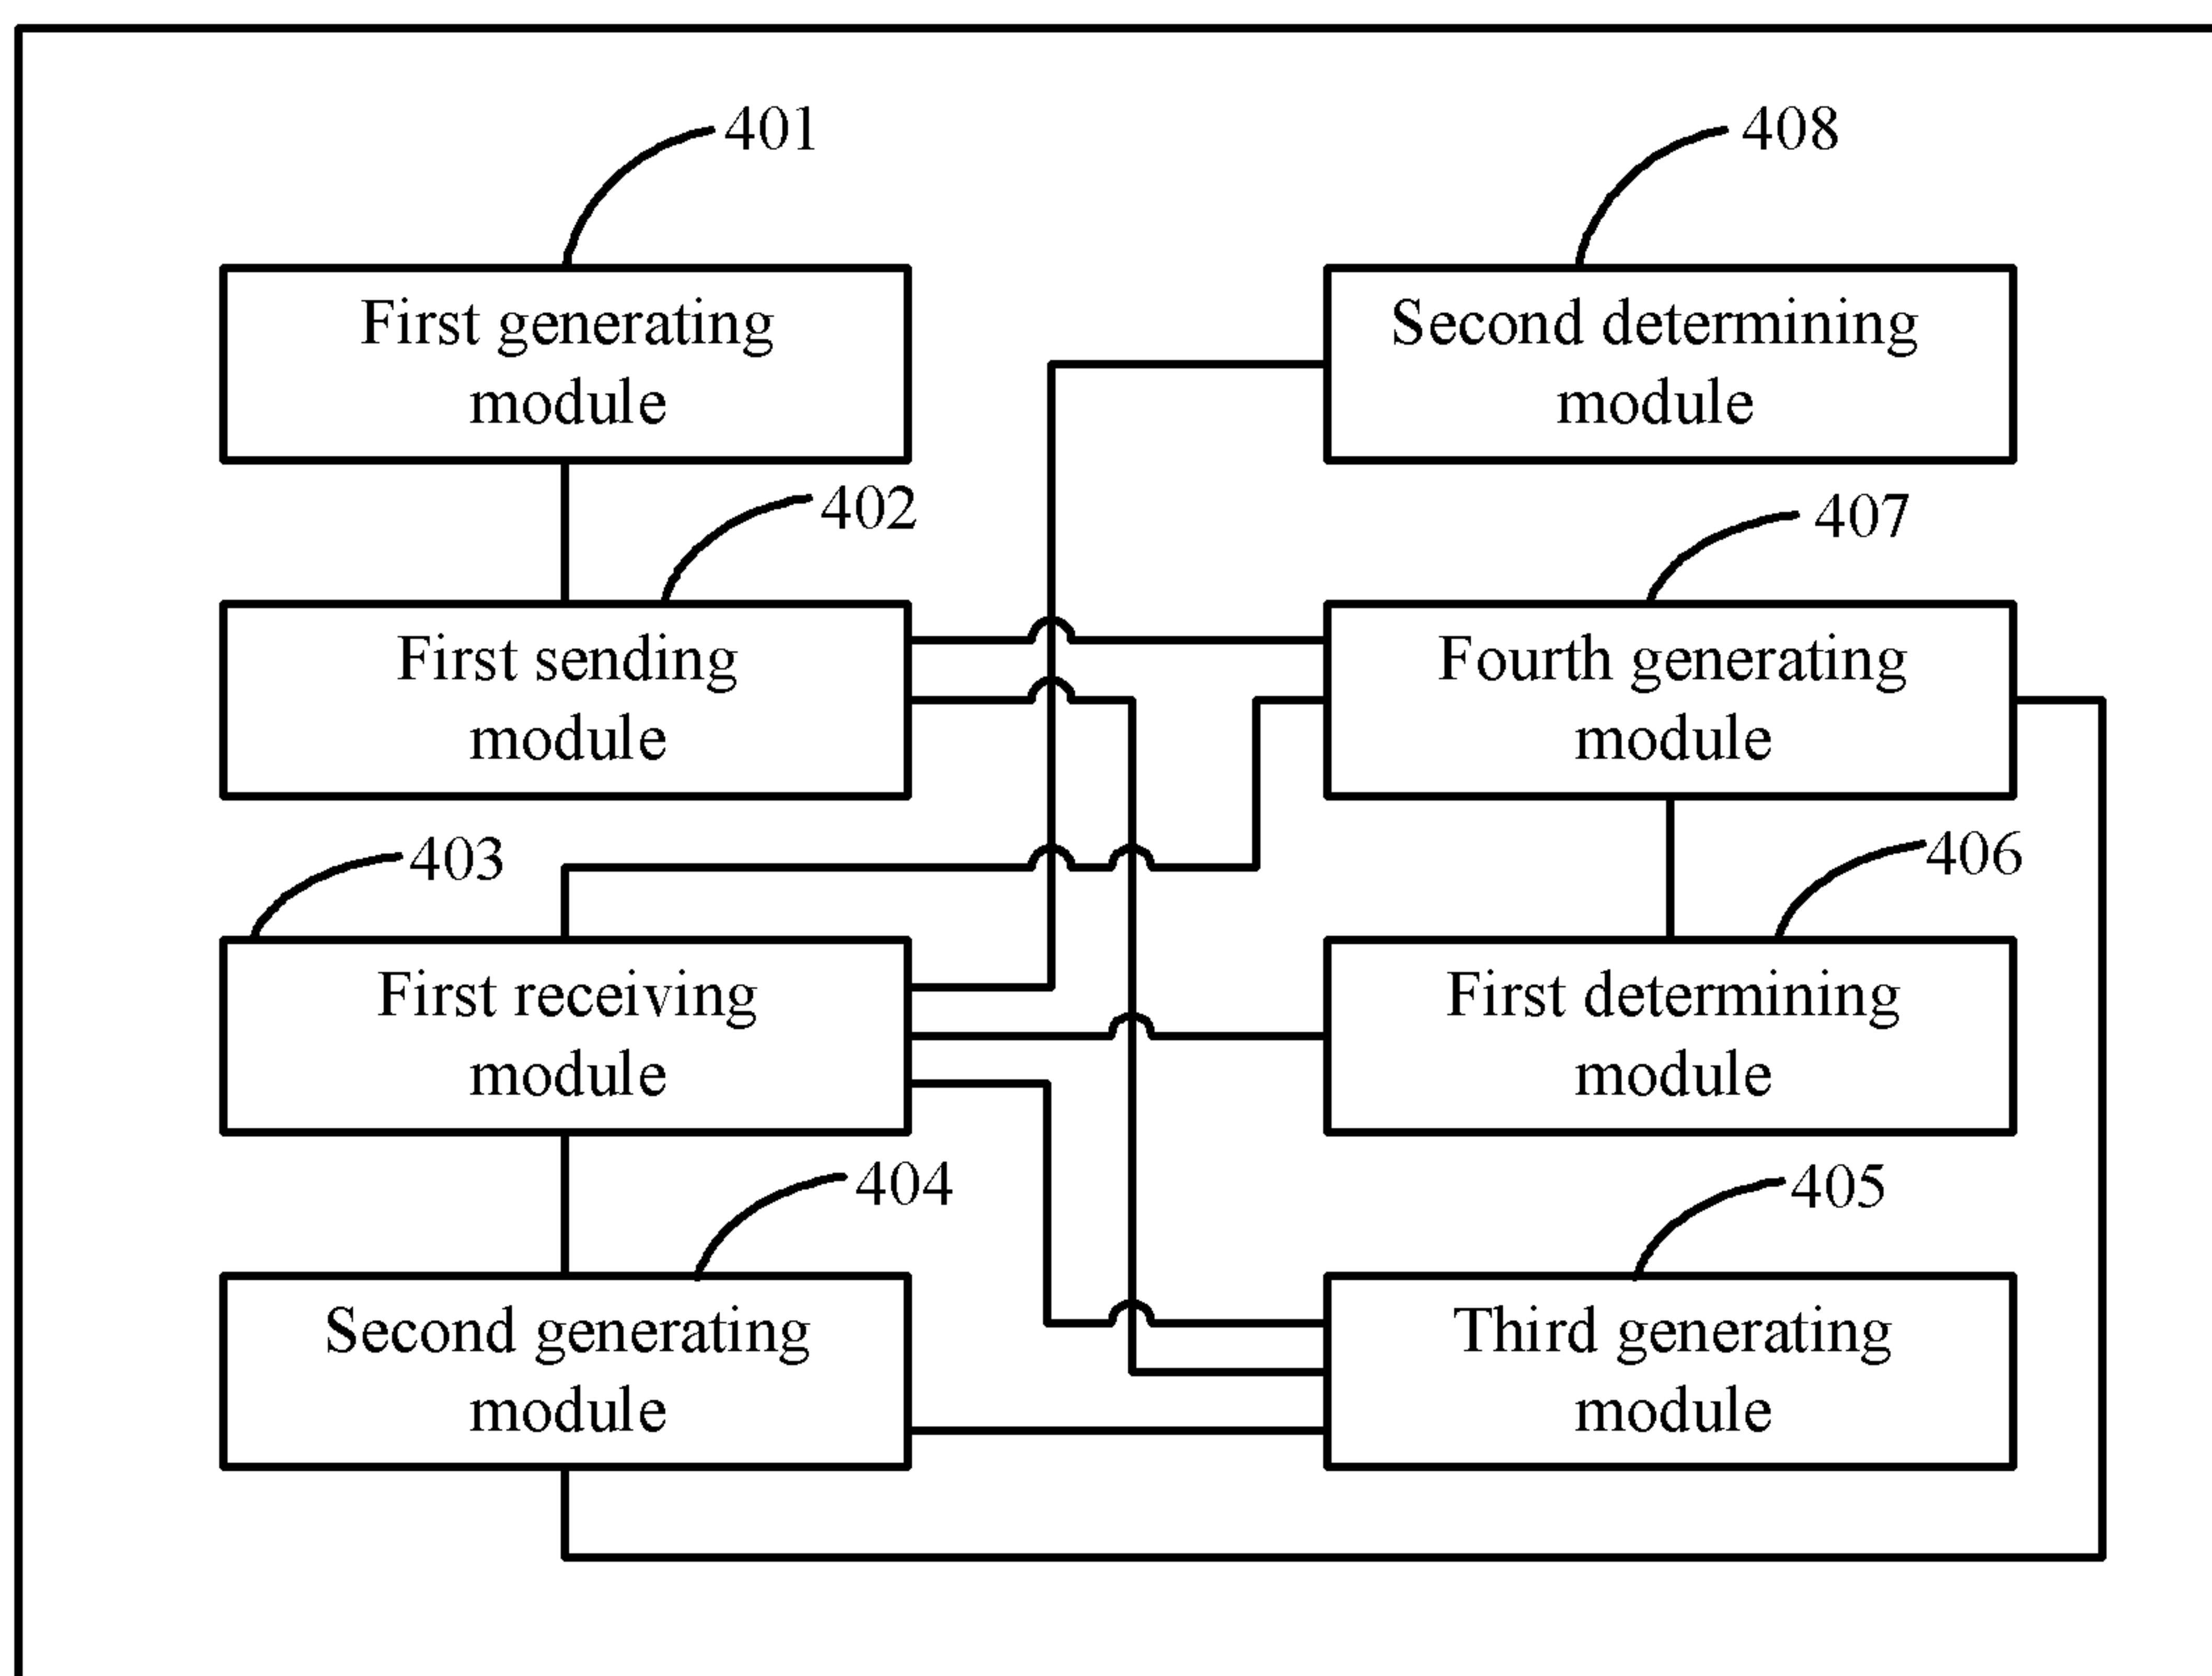 401
First generating
module
402
First sending
module
403
First receiving
module
404
Second generating
module
408
Second determining
module
407
Fourth generating
module
406
First determining
module
405
Third generating
module